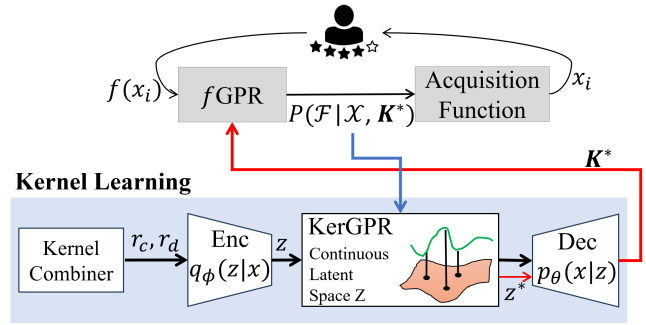 f(x_i)
fGPR
P(ℱ|𝒳, K*)
Acquisition
Function
x_i
K*
Kernel Learning
Kernel
Combiner
r_c, r_d
Enc
q_ϕ(z|x)
z
KerGPR
Continuous
Latent
Space Z
z*
Dec
p_θ(x|z)